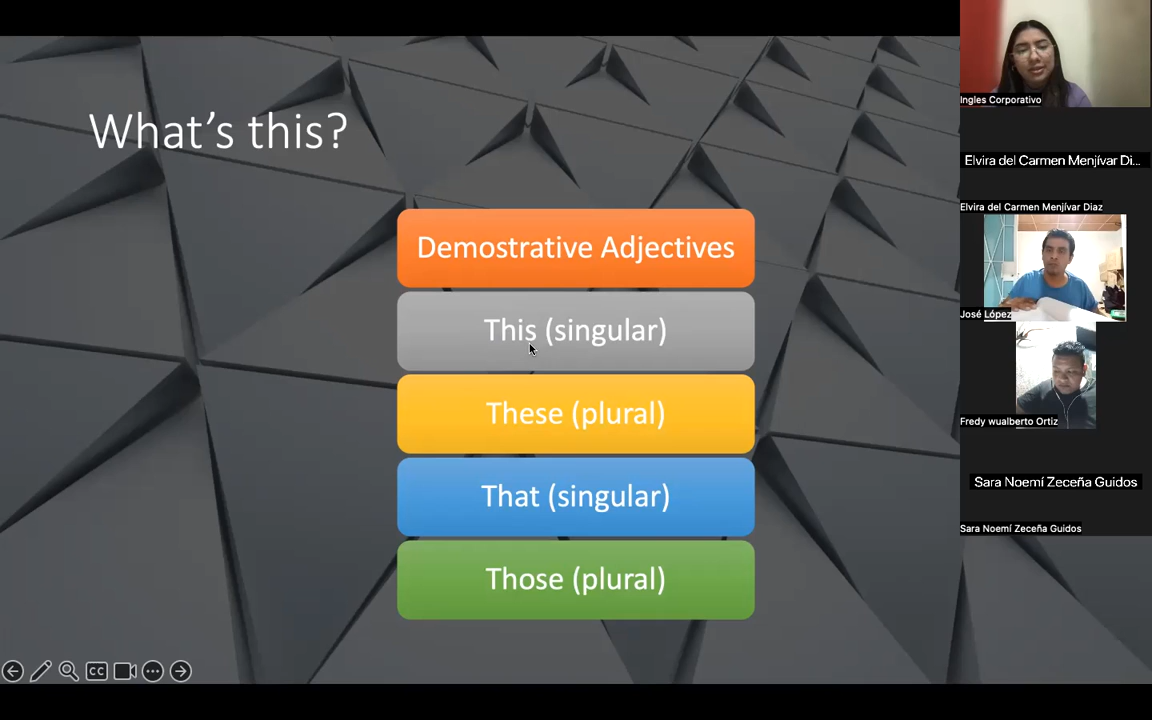 What's this?
Demostrative Adjectives
This (singular)
These (plural)
That (singular)
Those (plural)
CC
Ingles Corporativo
Elvira del Carmen Menjívar Di...
Elvira del Carmen Menjívar Diaz
José López
Fredy wualberto Ortiz
Sara Noemí Zeceña Guidos
Sara Noemí Zeceña Guidos